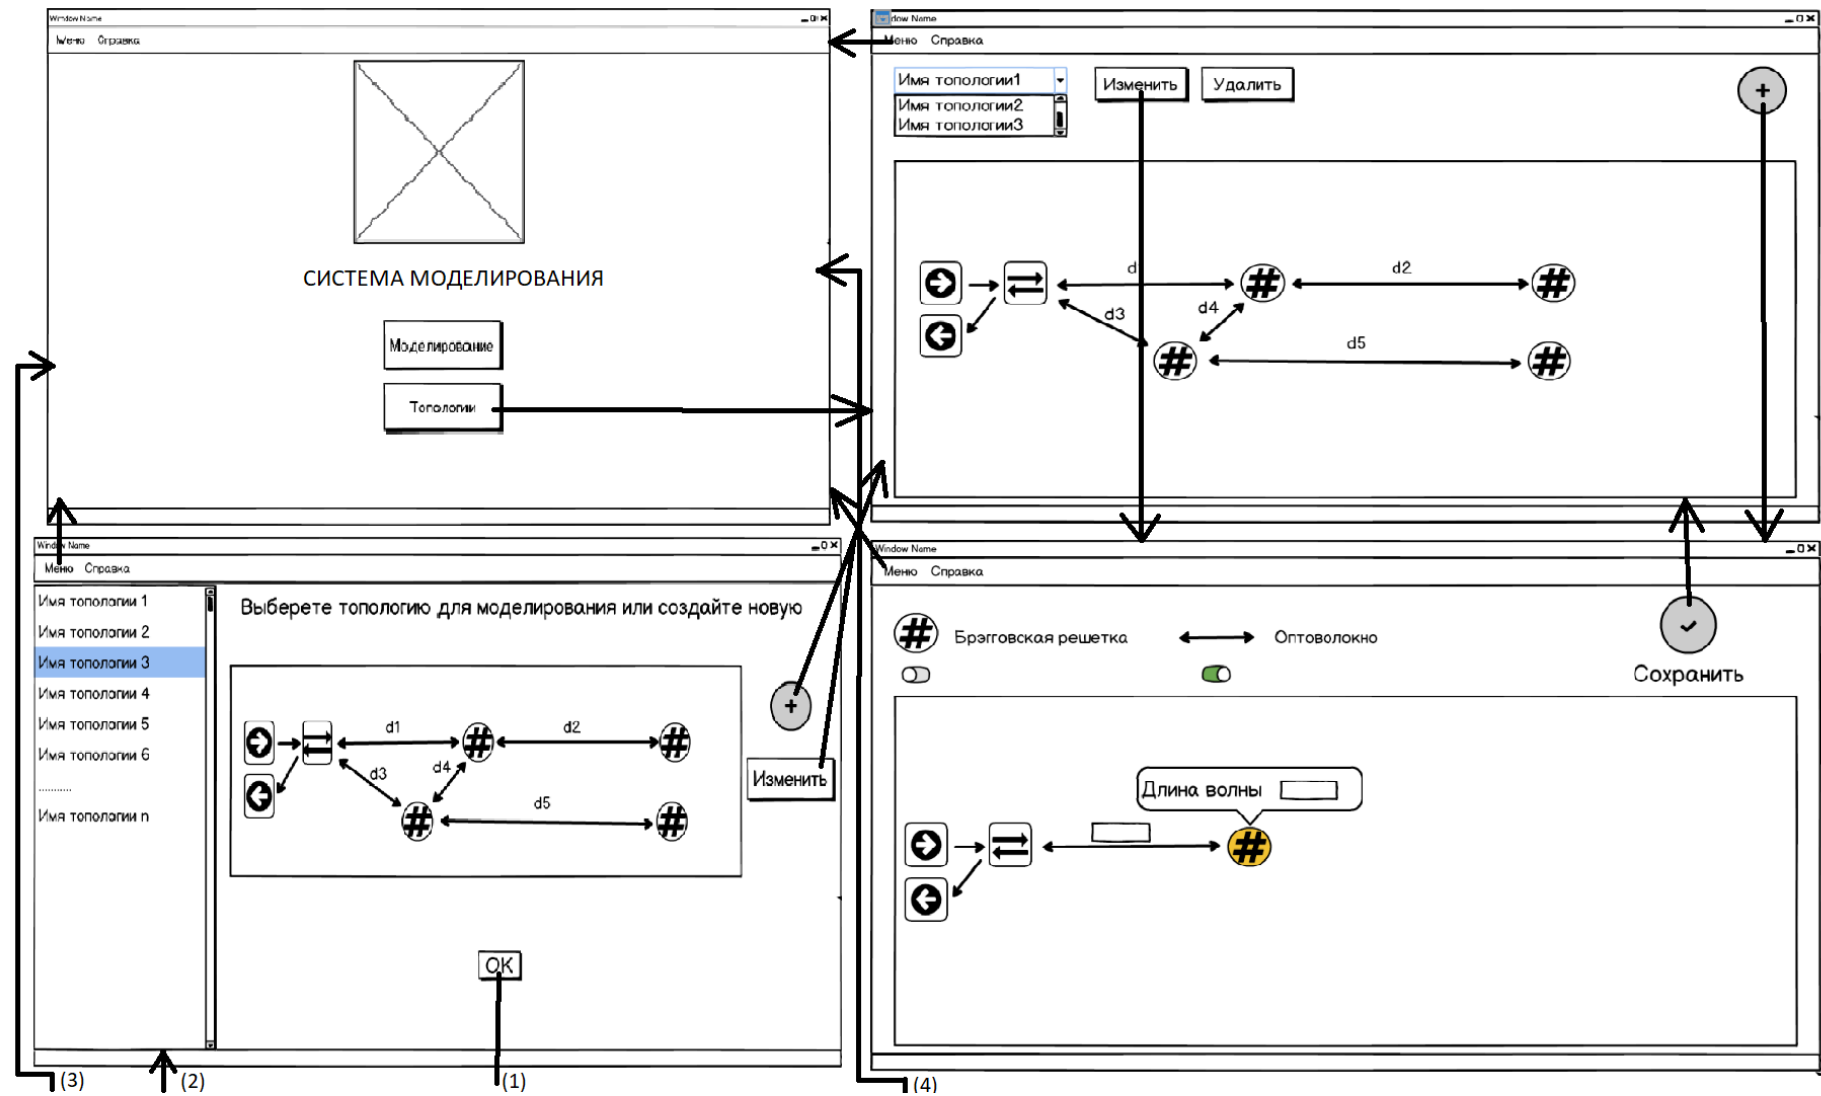 Window Name
Меню Справка
СИСТЕМА МОДЕЛИРОВАНИЯ
Моделирование
Топологии
dow Name
Меню Справка
Имя топологии1
Имя топологии2
Имя топологии3
Изменить
Удалить
+
d
d2
d3
d4
d5
Window Name
Меню Справка
Имя топологии 1
Имя топологии 2
Имя топологии 3
Имя топологии 4
Имя топологии 5
Имя топологии 6
...........
Имя топологии n
Выберете топологию для моделирования или создайте новую
d1
d2
d3
d4
d5
+
Изменить
OK
Window Name
Меню Справка
# Брэгговская решетка
Оптоволокно
Сохранить
Длина волны
(3)
(2)
(1)
(4)